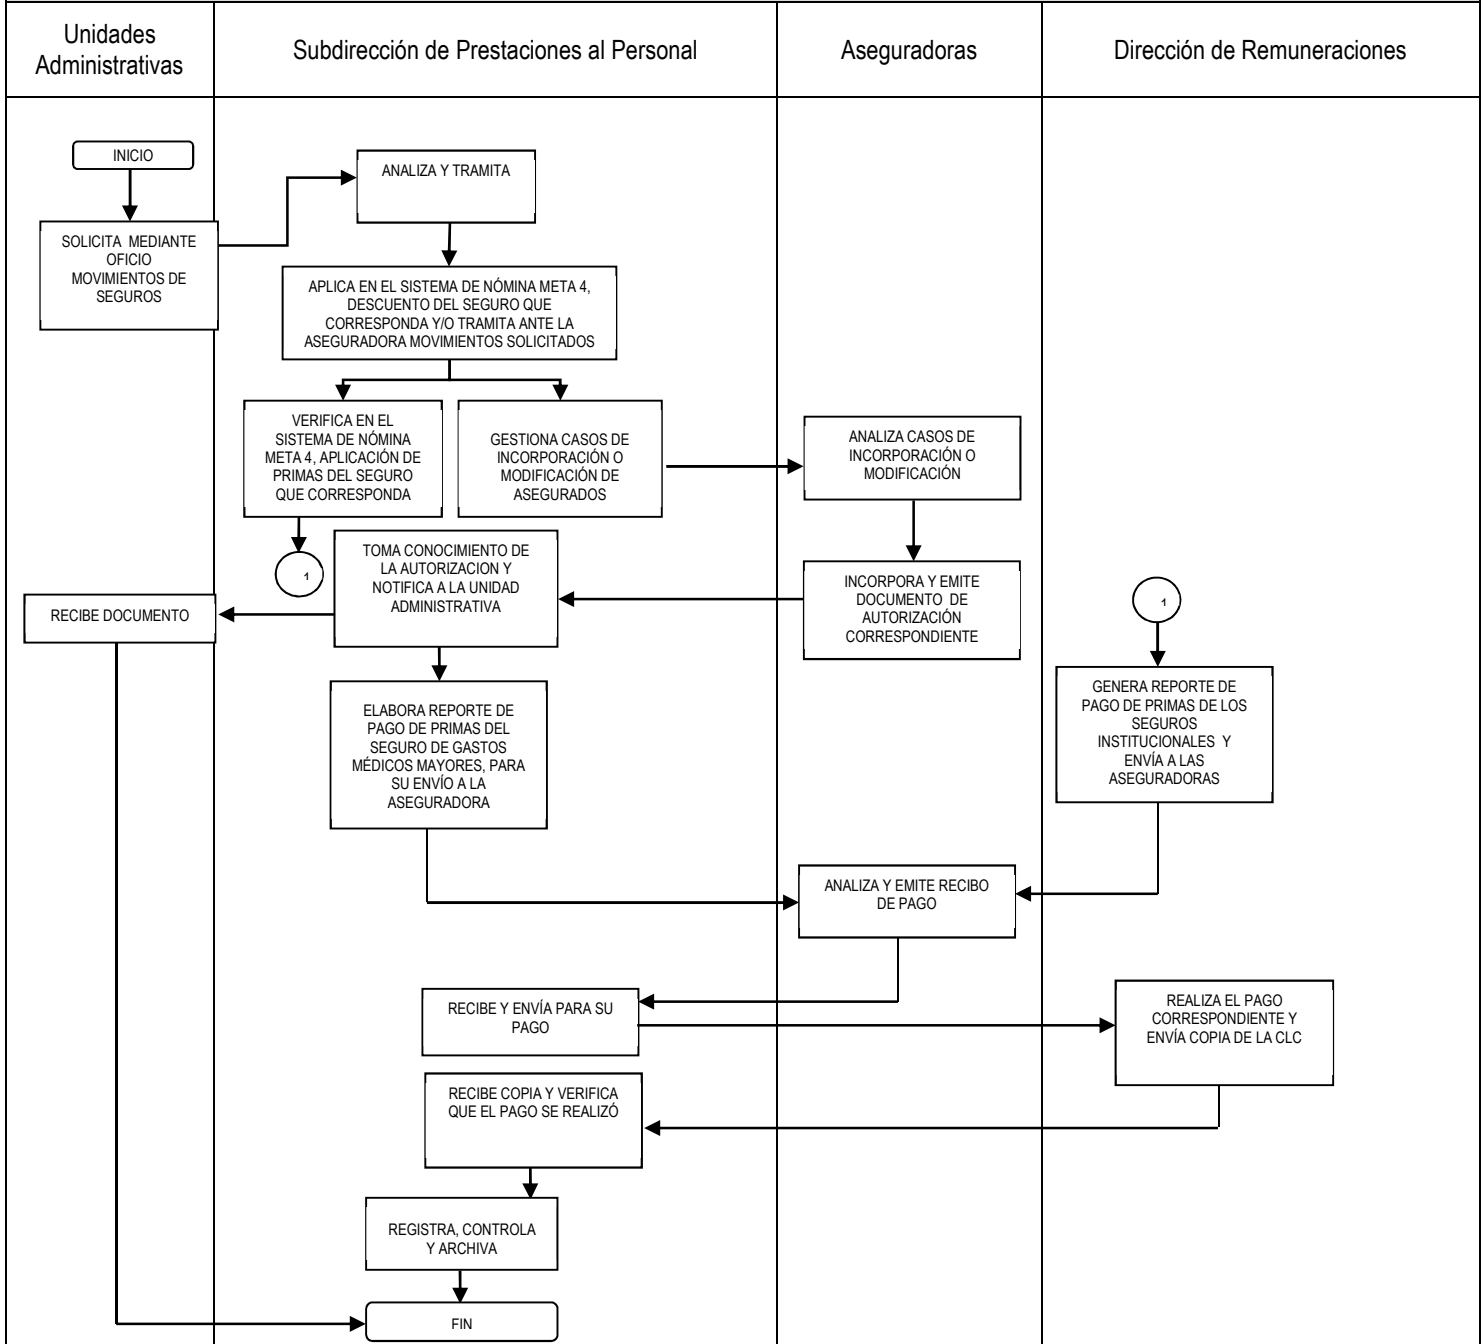 Unidades
Administrativas
Subdirección de Prestaciones al Personal
Aseguradoras
Dirección de Remuneraciones
INICIO
ANALIZA Y TRAMITA
SOLICITA MEDIANTE
OFICIO
MOVIMIENTOS DE
SEGUROS
APLICA EN EL SISTEMA DE NÓMINA META 4,
DESCUENTO DEL SEGURO QUE
CORRESPONDA Y/O TRAMITA ANTE LA
ASEGURADORA MOVIMIENTOS SOLICITADOS
VERIFICA EN EL
SISTEMA DE NÓMINA
META 4, APLICACIÓN DE
PRIMAS DEL SEGURO
QUE CORRESPONDA
GESTIONA CASOS DE
INCORPORACIÓN O
MODIFICACIÓN DE
ASEGURADOS
ANALIZA CASOS DE
INCORPORACIÓN O
MODIFICACIÓN
1
TOMA CONOCIMIENTO DE
LA AUTORIZACION Y
NOTIFICA A LA UNIDAD
ADMINISTRATIVA
INCORPORA Y EMITE
DOCUMENTO DE
AUTORIZACIÓN
CORRESPONDIENTE
1
RECIBE DOCUMENTO
ELABORA REPORTE DE
PAGO DE PRIMAS DEL
SEGURO DE GASTOS
MÉDICOS MAYORES, PARA
SU ENVÍO A LA
ASEGURADORA
GENERA REPORTE DE
PAGO DE PRIMAS DE LOS
SEGUROS
INSTITUCIONALES Y
ENVÍA A LAS
ASEGURADORAS
ANALIZA Y EMITE RECIBO
DE PAGO
RECIBE Y ENVÍA PARA SU
PAGO
REALIZA EL PAGO
CORRESPONDIENTE Y
ENVÍA COPIA DE LA CLC
RECIBE COPIA Y VERIFICA
QUE EL PAGO SE REALIZÓ
REGISTRA, CONTROLA
Y ARCHIVA
FIN